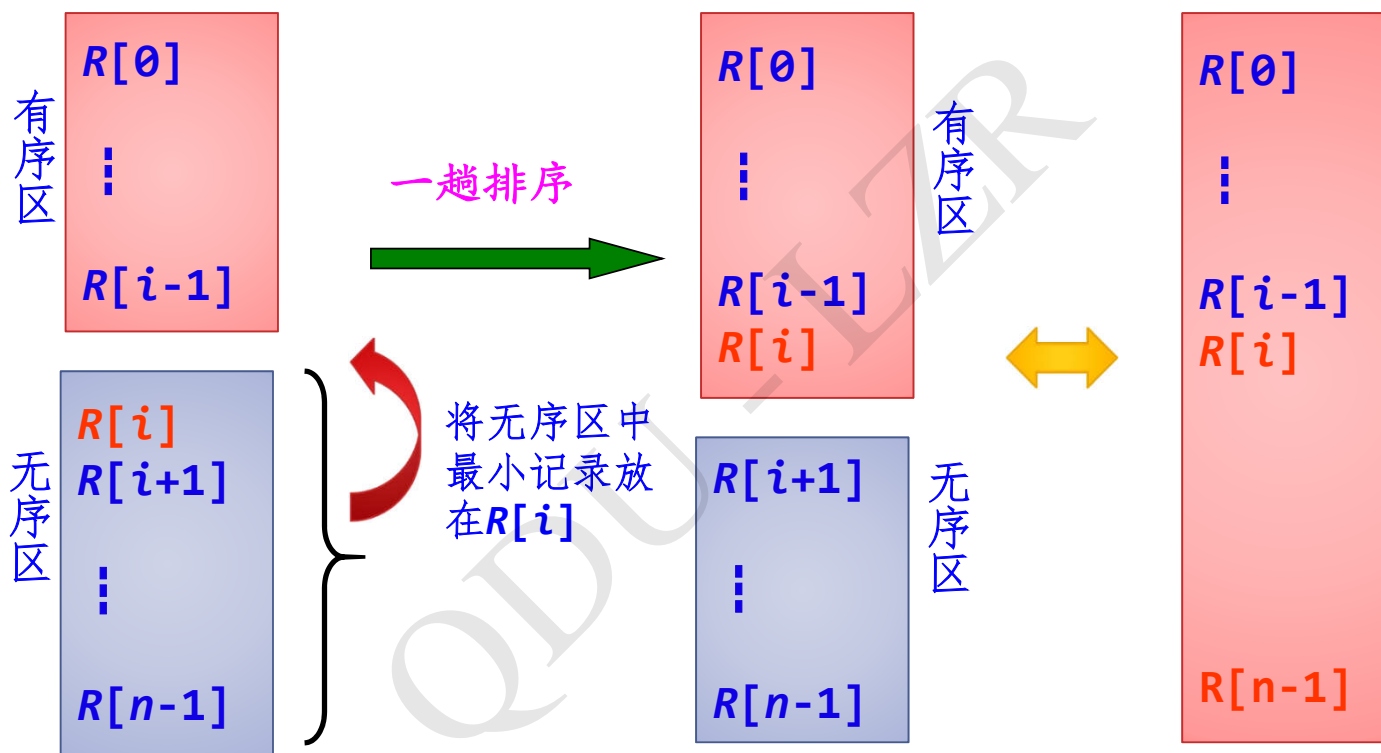 有序区
R[0]
⋮
R[i-1]
无序区
R[i]
R[i+1]
⋮
R[n-1]
一趟排序
将无序区中
最小记录放
在R[i]
R[0]
⋮
R[i-1]
R[i]
有序区
R[i+1]
⋮
R[n-1]
无序区
R[0]
⋮
R[i-1]
R[i]
R[n-1]
QDU - LZR